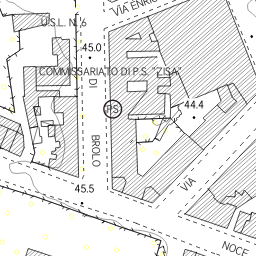 VIA ENRI
U.S.L. N. 6
45.0
COMMISSARIATO DI P.S. "ZISA"
DI
PS
44.4
BROLO
VIA
45.5
NOCE